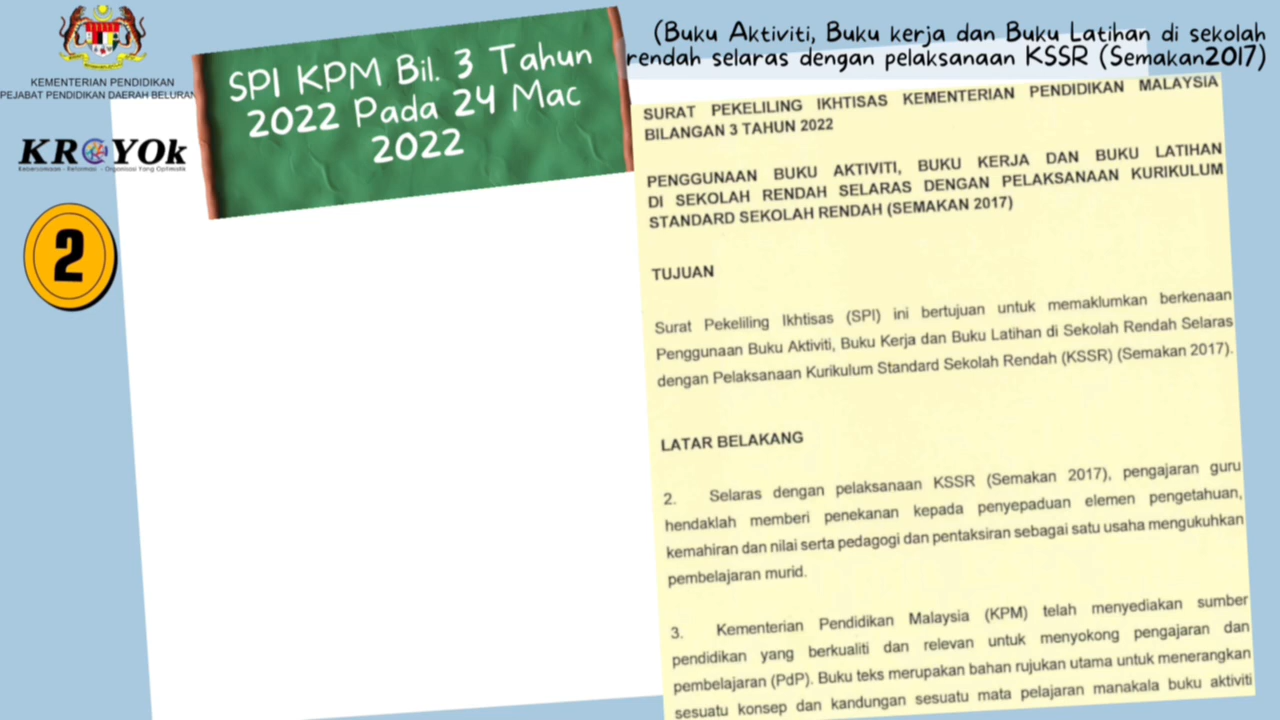 KEMENTERIAN PENDIDIKAN
PEJABAT PENDIDIKAN DAERAH BELURAN
KR YOk
Kebersamaan - Reformasi - Organisasi Yang Optimistik
2
SPI KPM Bil. 3 Tahun
2022 Pada 24 Mac
2022
(Buku Aktiviti, Buku kerja dan Buku Latihan di sekolah
rendah selaras dengan pelaksanaan KSSR (Semakan2017)
SURAT PEKELILING IKHTISAS KEMENTERIAN PENDIDIKAN MALAYSIA
BILANGAN 3 TAHUN 2022
PENGGUNAAN BUKU AKTIVITI, BUKU KERJA DAN BUKU LATIHAN
DI SEKOLAH RENDAH SELARAS DENGAN PELAKSANAAN KURIKULUM
STANDARD SEKOLAH RENDAH (SEMAKAN 2017)
TUJUAN
Surat Pekeliling Ikhtisas (SPI) ini bertujuan untuk memaklumkan berkenaan
Penggunaan Buku Aktiviti, Buku Kerja dan Buku Latihan di Sekolah Rendah Selaras
dengan Pelaksanaan Kurikulum Standard Sekolah Rendah (KSSR) (Semakan 2017).
LATAR BELAKANG
2. Selaras dengan pelaksanaan KSSR (Semakan 2017), pengajaran guru
hendaklah memberi penekanan kepada penyepaduan elemen pengetahuan,
kemahiran dan nilai serta pedagogi dan pentaksiran sebagai satu usaha mengukuhkan
pembelajaran murid.
3. Kementerian Pendidikan Malaysia (KPM) telah menyediakan sumber
pendidikan yang berkualiti dan relevan untuk menyokong pengajaran dan
pembelajaran (PdP). Buku teks merupakan bahan rujukan utama untuk menerangkan
sesuatu konsep dan kandungan sesuatu mata pelajaran manakala buku aktiviti